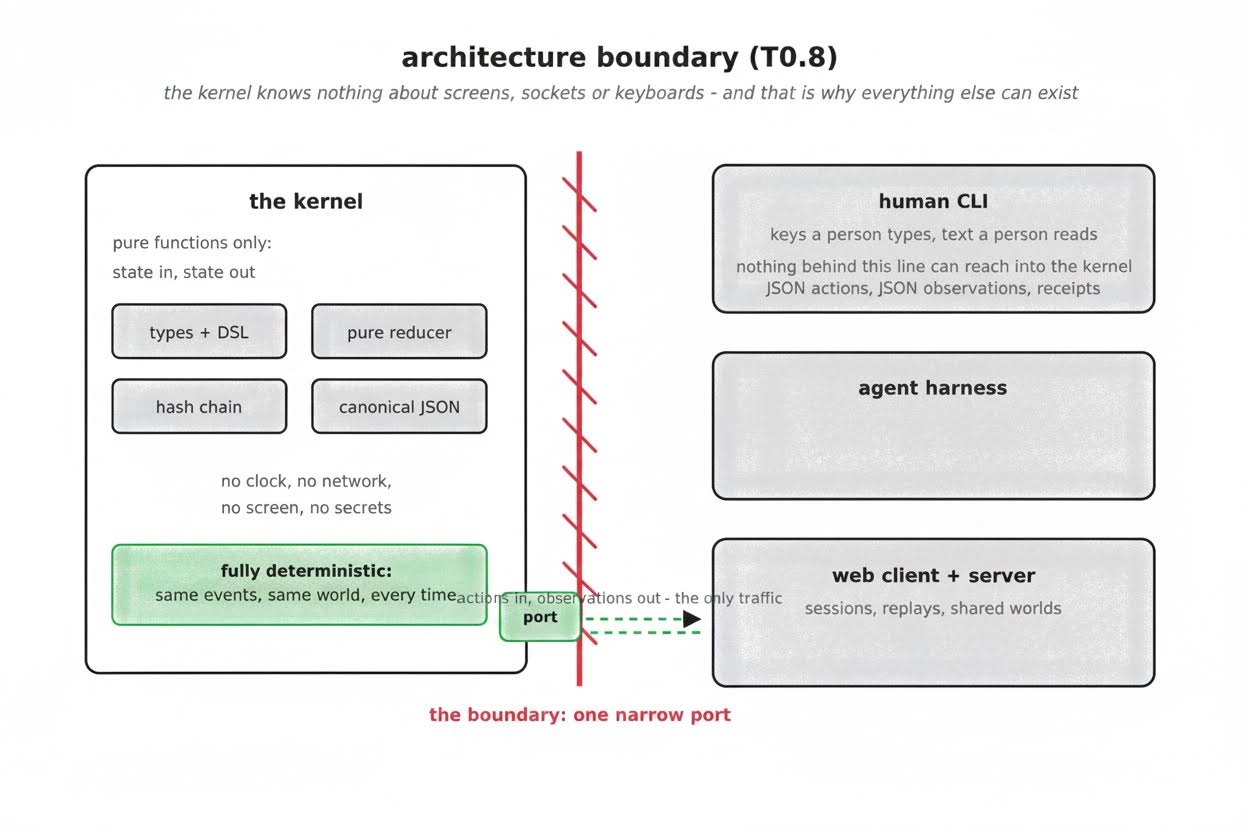 architecture boundary (T0.8)
the kernel knows nothing about screens, sockets or keyboards - and that is why everything else can exist
the kernel
pure functions only:
state in, state out
types + DSL
pure reducer
hash chain
canonical JSON
no clock, no network,
no screen, no secrets
fully deterministic:
same events, same world, every time
actions in, observations out - the only traffic
port
the boundary: one narrow port
human CLI
keys a person types, text a person reads
nothing behind this line can reach into the kernel
JSON actions, JSON observations, receipts
agent harness
web client + server
sessions, replays, shared worlds